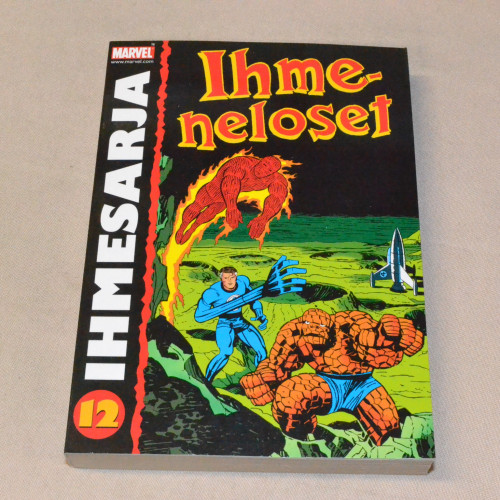 MARVEL
www.marvel.com
Ihme-
neloset
IHMESARJA
12